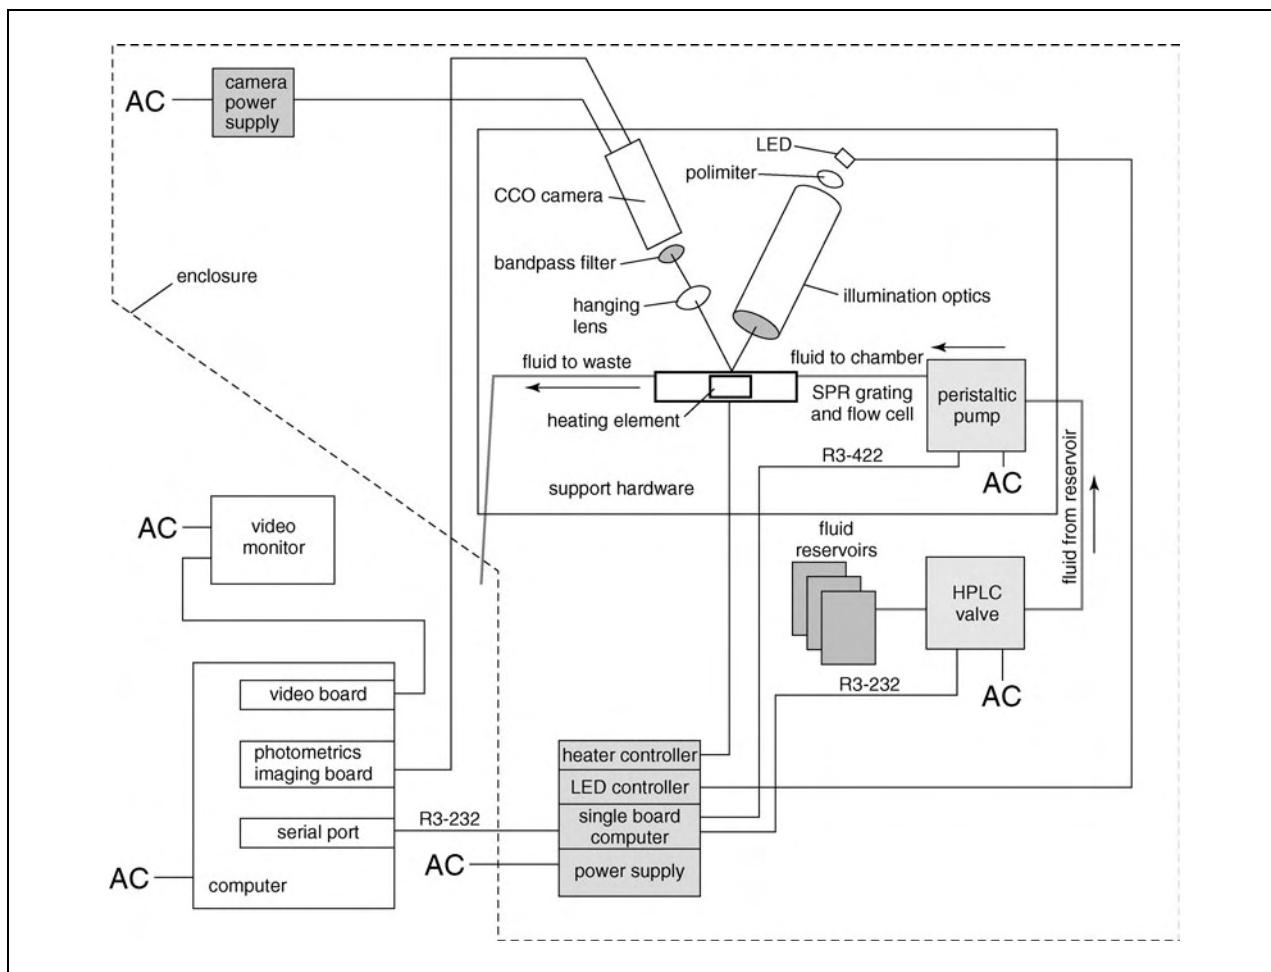 AC
camera
power
supply
LED
polimiter
CCO camera
bandpass filter
enclosure
hanging
lens
illumination optics
fluid to waste
fluid to chamber
heating element
SPR grating
and flow cell
peristaltic
pump
R3-422
AC
support hardware
fluid from reservoir
AC
video
monitor
fluid
reservoirs
HPLC
valve
R3-232
AC
video board
photometrics
imaging board
serial port
R3-232
heater controller
LED controller
single board
computer
AC
power supply
AC
computer